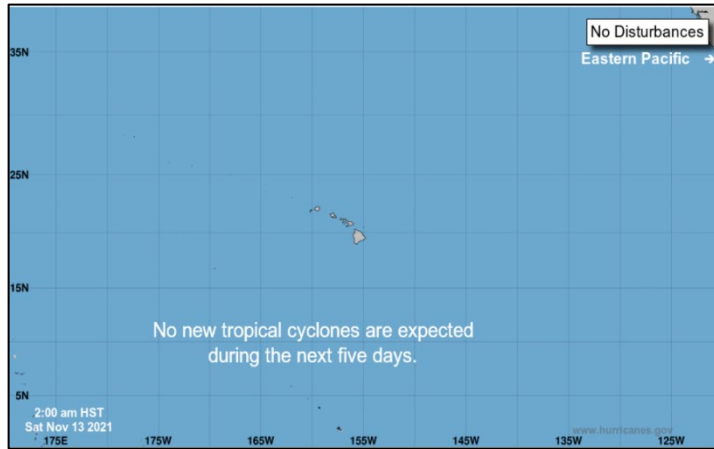 No Disturbances
35N
Eastern Pacific →
25N
15N
No new tropical cyclones are expected
during the next five days.
5N
2:00 am HST
Sat Nov 13 2021
www.hurricanes.gov
175E 175W 165W 155W 145W 135W 125W